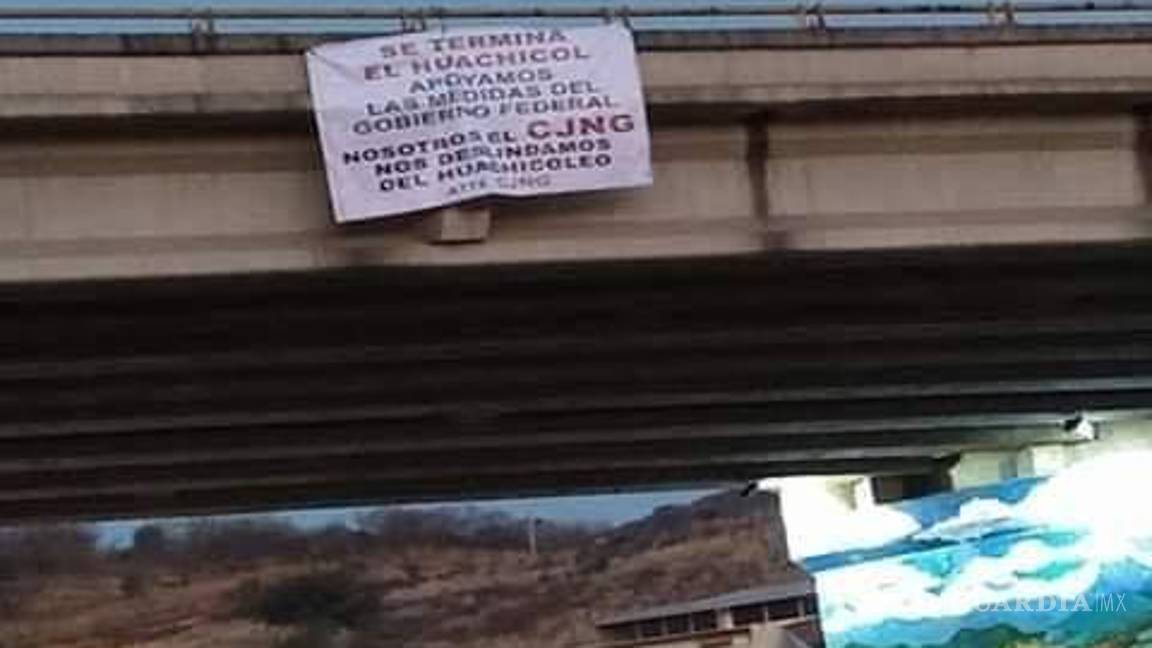 SE TERMINA
EL HUACHICOL
APOYAMOS
LAS MEDIDAS DEL
GOBIERNO FEDERAL
NOSOTROS EL CJNG
NOS DESLINDAMOS
DEL HUACHICOLEO
ATTE CJNG
VANGUARDIA|MX